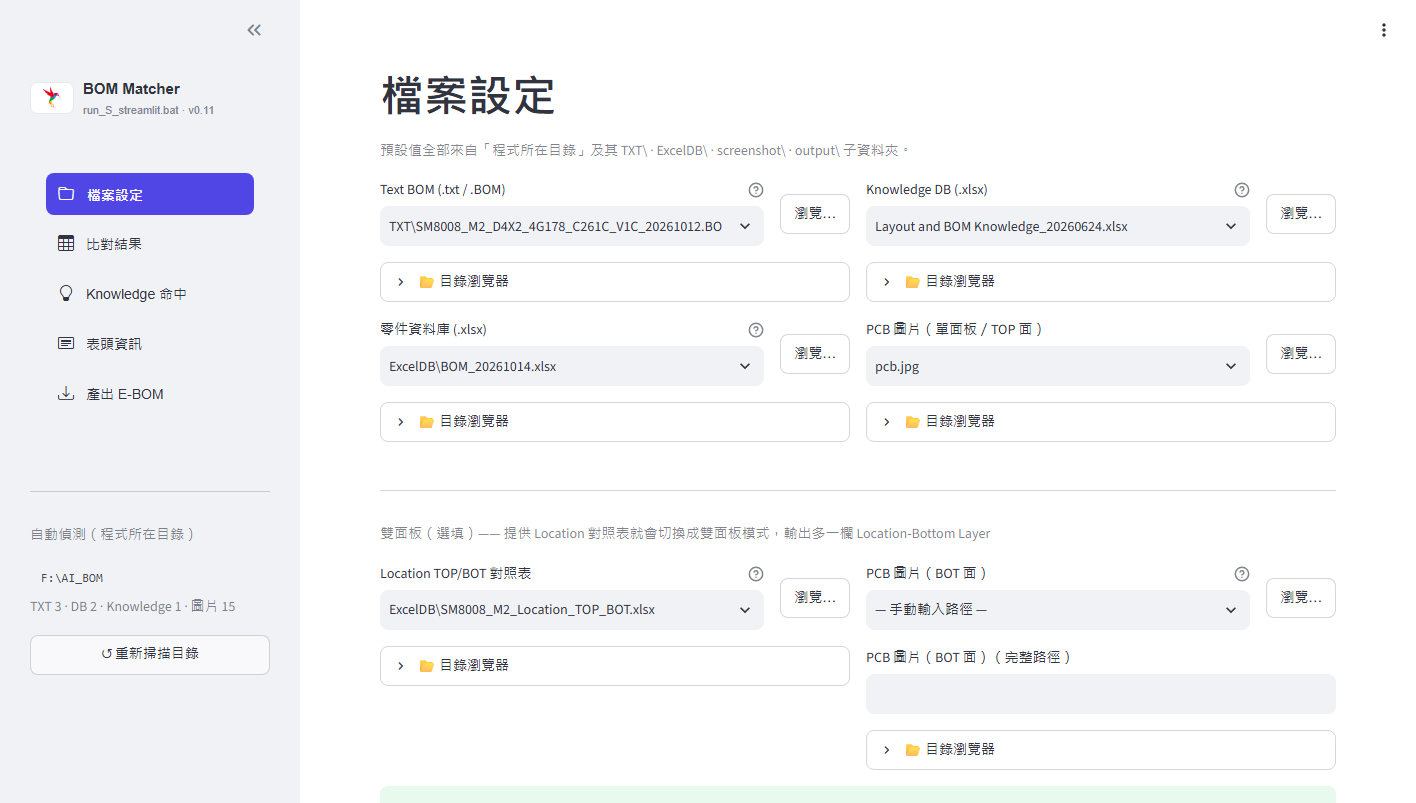 BOM Matcher
run_S_streamlit.bat · v0.11
檔案設定
比對結果
Knowledge 命中
表頭資訊
產出 E-BOM
自動偵測（程式所在目錄）
F:\AI_BOM
TXT 3 · DB 2 · Knowledge 1 · 圖片 15
↺ 重新掃描目錄
檔案設定
預設值全部來自「程式所在目錄」及其 TXT\ · ExcelDB\ · screenshot\ · output\ 子資料夾。
Text BOM (.txt / .BOM)
TXT\SM8008_M2_D4X2_4G178_C261C_V1C_20261012.BO
瀏覽…
目錄瀏覽器
Knowledge DB (.xlsx)
Layout and BOM Knowledge_20260624.xlsx
瀏覽…
目錄瀏覽器
零件資料庫 (.xlsx)
ExcelDB\BOM_20261014.xlsx
瀏覽…
目錄瀏覽器
PCB 圖片（單面板 / TOP 面）
pcb.jpg
瀏覽…
目錄瀏覽器
雙面板（選填）—— 提供 Location 對照表就會切換成雙面板模式，輸出多一欄 Location-Bottom Layer
Location TOP/BOT 對照表
ExcelDB\SM8008_M2_Location_TOP_BOT.xlsx
瀏覽…
目錄瀏覽器
PCB 圖片（BOT 面）
— 手動輸入路徑 —
瀏覽…
PCB 圖片（BOT 面）（完整路徑）
目錄瀏覽器